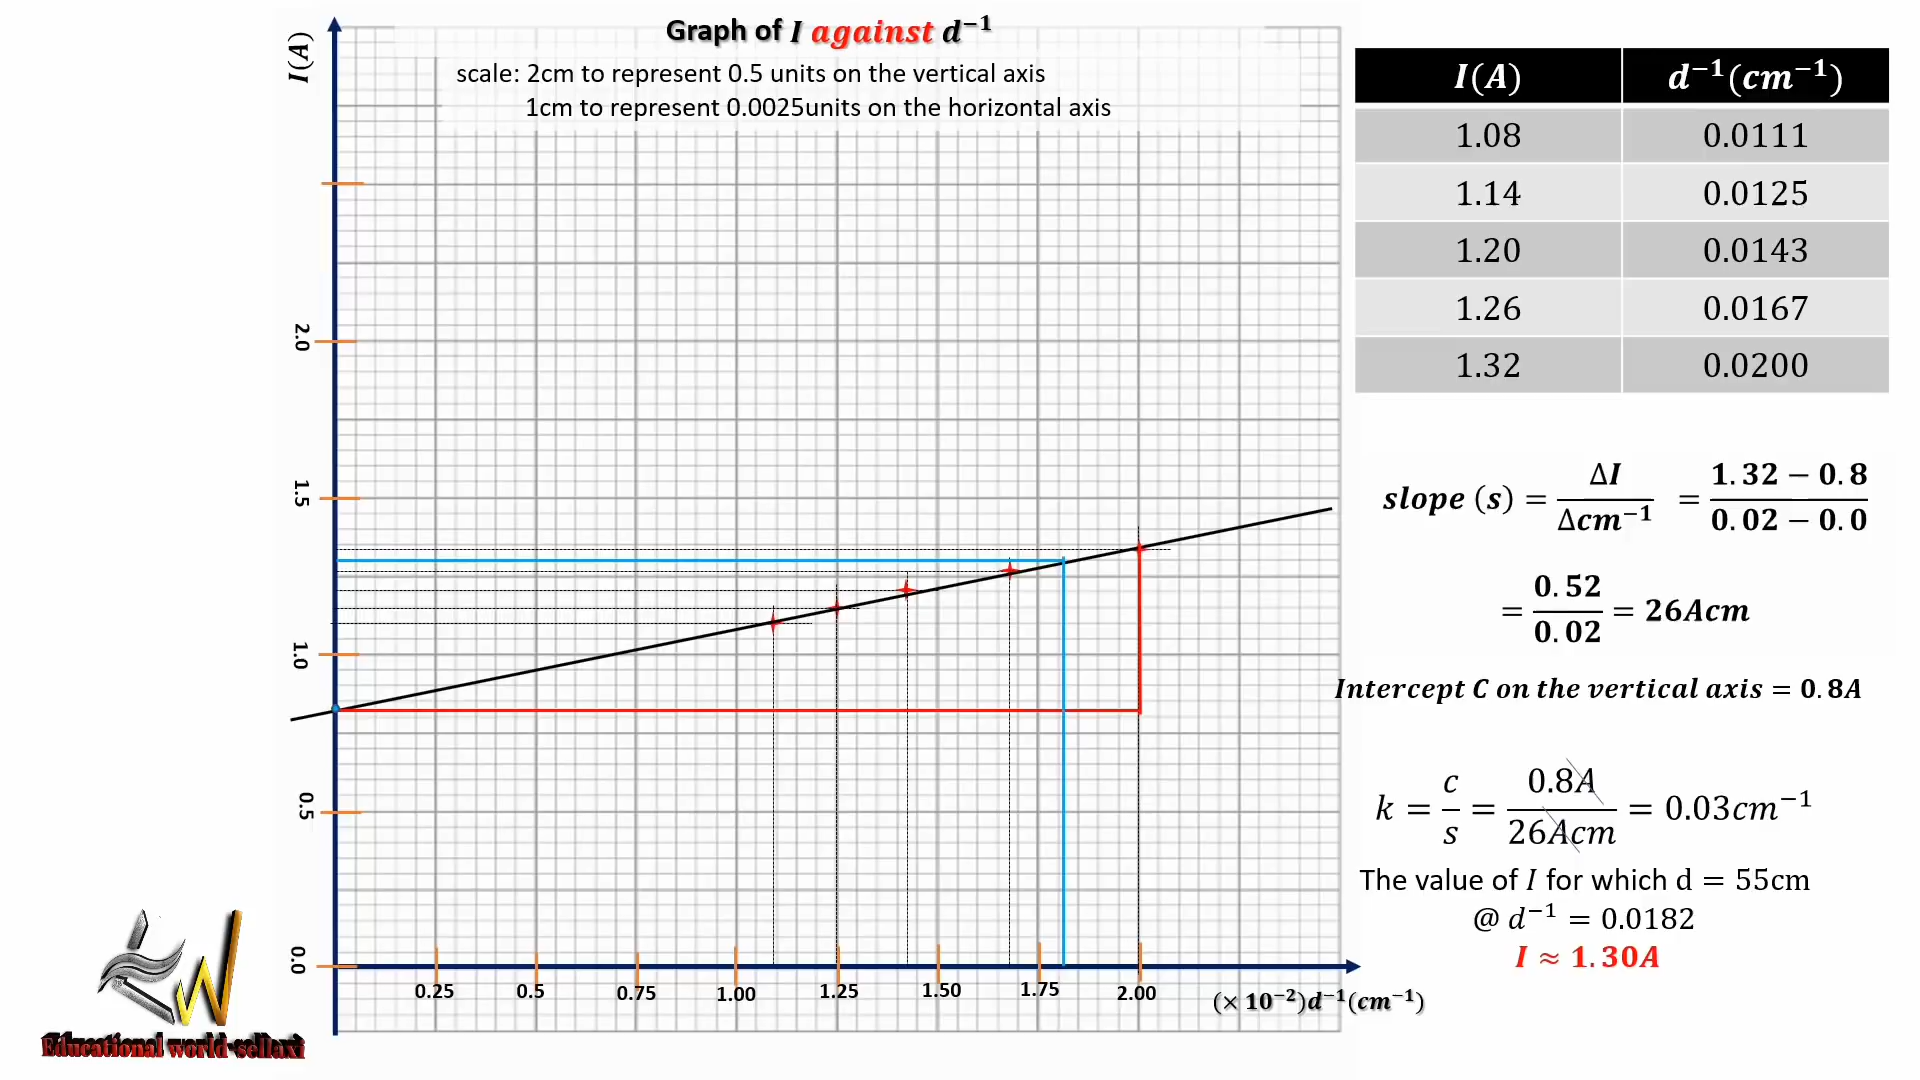 Graph of I against d⁻¹
scale: 2cm to represent 0.5 units on the vertical axis
1cm to represent 0.0025units on the horizontal axis
I(A)
2.0
1.5
1.0
0.5
0.0
0.25 0.5 0.75 1.00 1.25 1.50 1.75 2.00
(× 10⁻²)d⁻¹(cm⁻¹)
I(A) d⁻¹(cm⁻¹)
1.08 0.0111
1.14 0.0125
1.20 0.0143
1.26 0.0167
1.32 0.0200
slope (s) = ΔI / Δcm⁻¹ = 1.32 − 0.8 / 0.02 − 0.0
= 0.52 / 0.02 = 26Acm
Intercept C on the vertical axis = 0.8A
k = c / s = 0.8A / 26Acm = 0.03cm⁻¹
The value of I for which d = 55cm
@ d⁻¹ = 0.0182
I ≈ 1.30A
Educational world-sellaxi